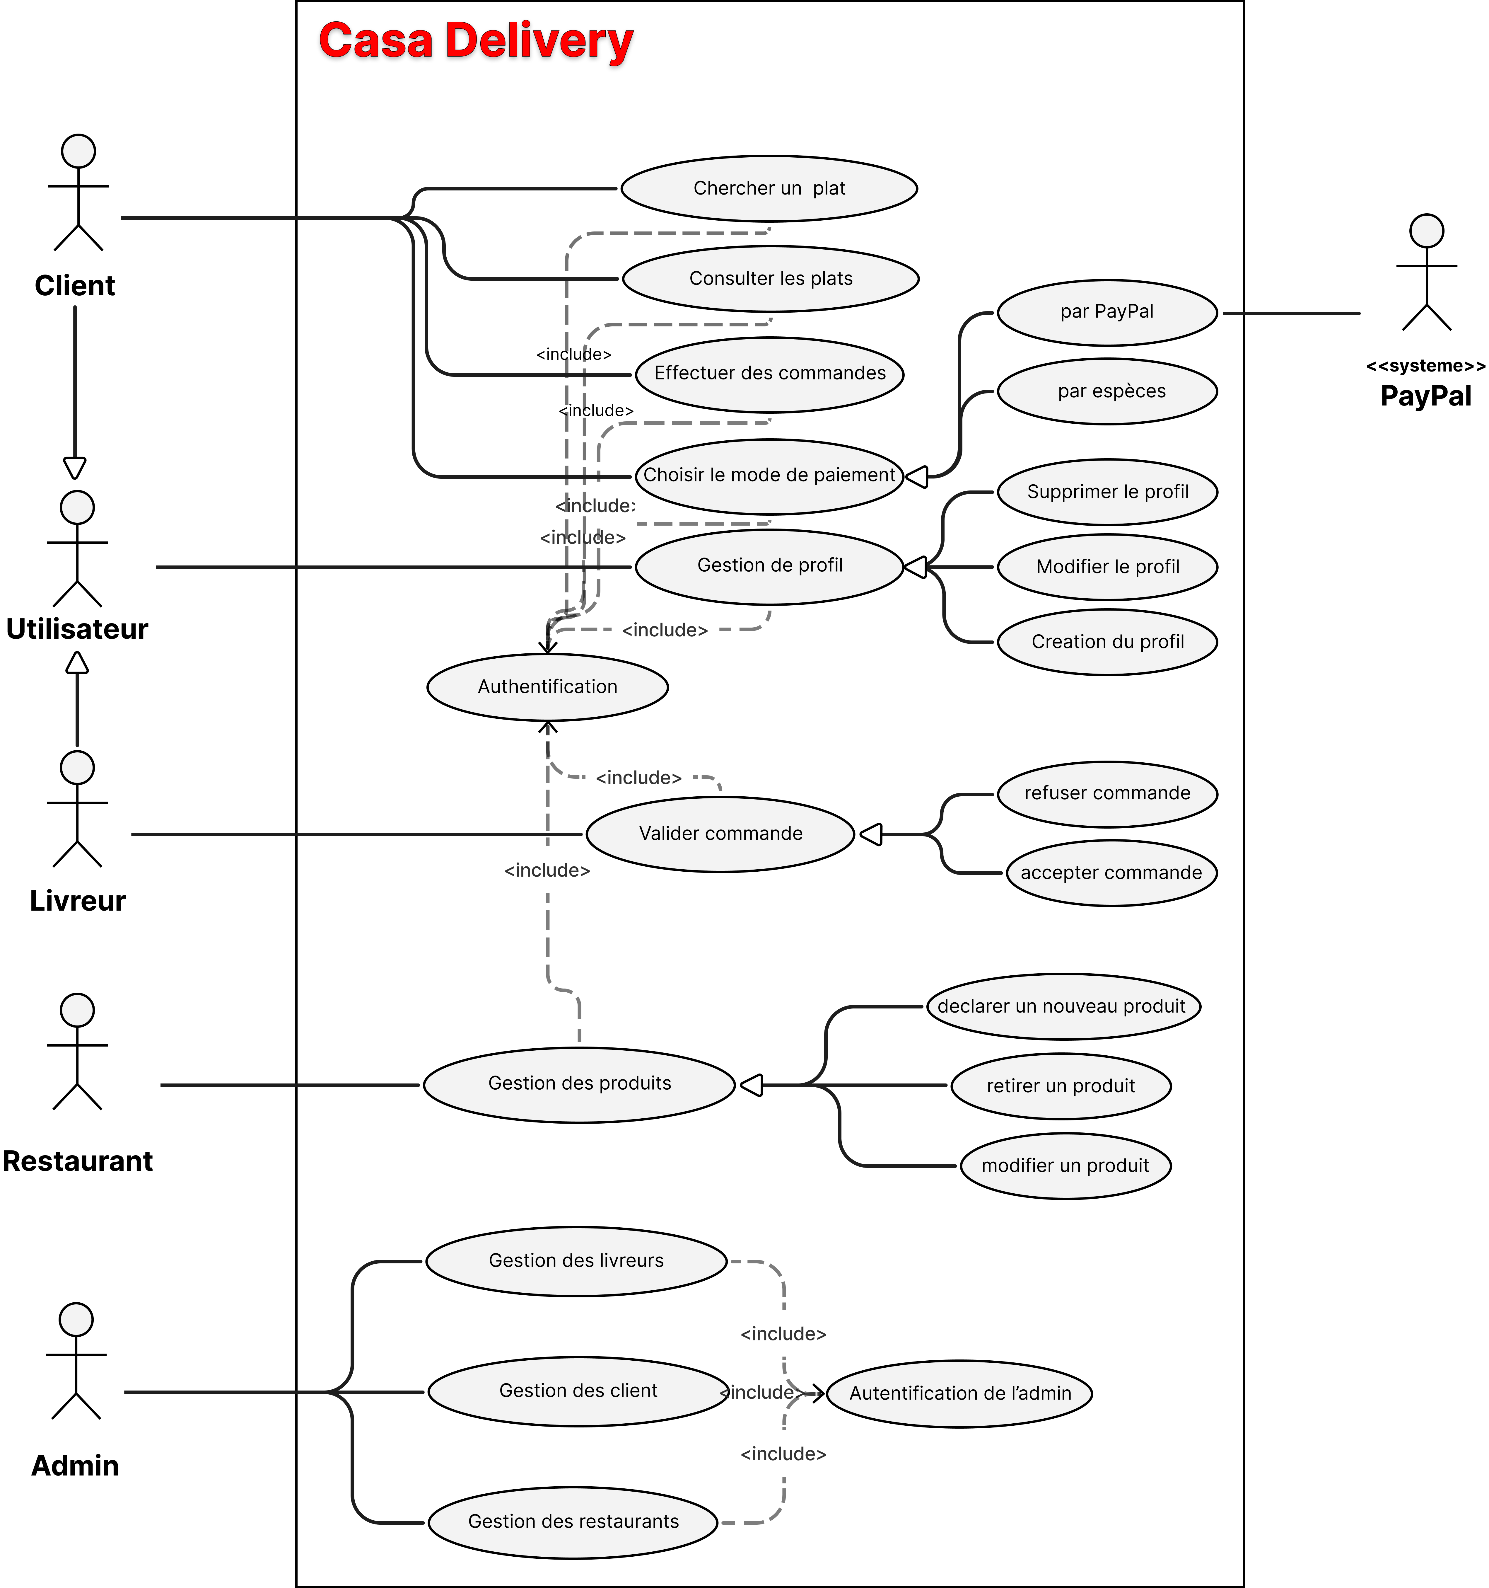 Casa Delivery
Client
Chercher un plat
Consulter les plats
<include>
Effectuer des commandes
<include>
Choisir le mode de paiement
<include>
<include>
Gestion de profil
<include>
par PayPal
par espèces
<<systeme>>
PayPal
Supprimer le profil
Modifier le profil
Creation du profil
Utilisateur
Authentification
<include>
Valider commande
refuser commande
accepter commande
<include>
Livreur
declarer un nouveau produit
Gestion des produits
retirer un produit
modifier un produit
Restaurant
Gestion des livreurs
<include>
Gestion des client
<include>
Autentification de l'admin
<include>
Admin
Gestion des restaurants